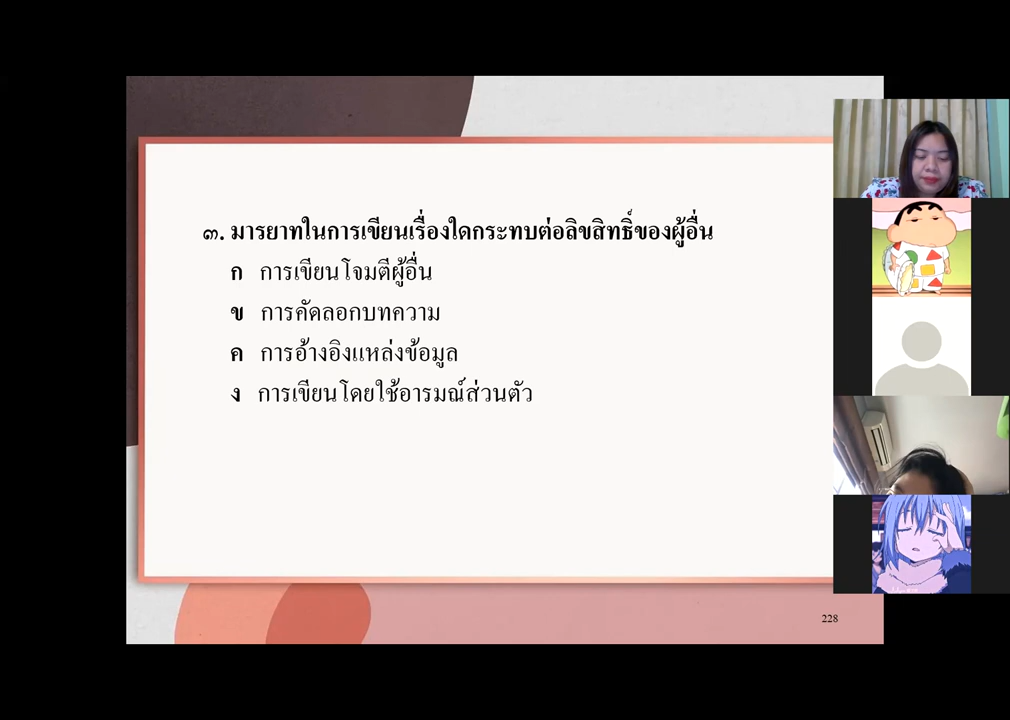 ๓. มารยาทในการเขียนเรื่องใดกระทบต่อลิขสิทธิ์ของผู้อื่น
ก การเขียนโจมตีผู้อื่น
ข การคัดลอกบทความ
ค การอ้างอิงแหล่งข้อมูล
ง การเขียนโดยใช้อารมณ์ส่วนตัว
228